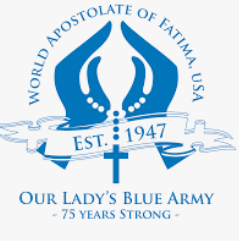 World Apostolate of Fatima, USA
Est. 1947
Our Lady's Blue Army
- 75 years Strong -